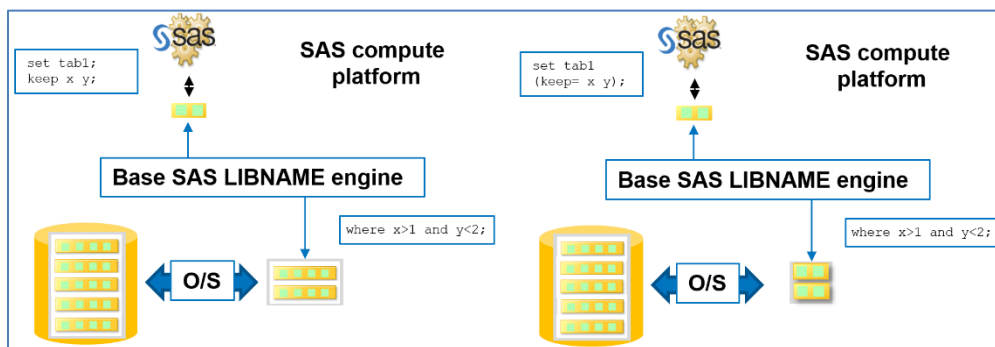 sas
SAS compute
platform
set tab1;
keep x y;
Base SAS LIBNAME engine
where x>1 and y<2;
O/S
sas
SAS compute
platform
set tab1
(keep= x y);
Base SAS LIBNAME engine
where x>1 and y<2;
O/S